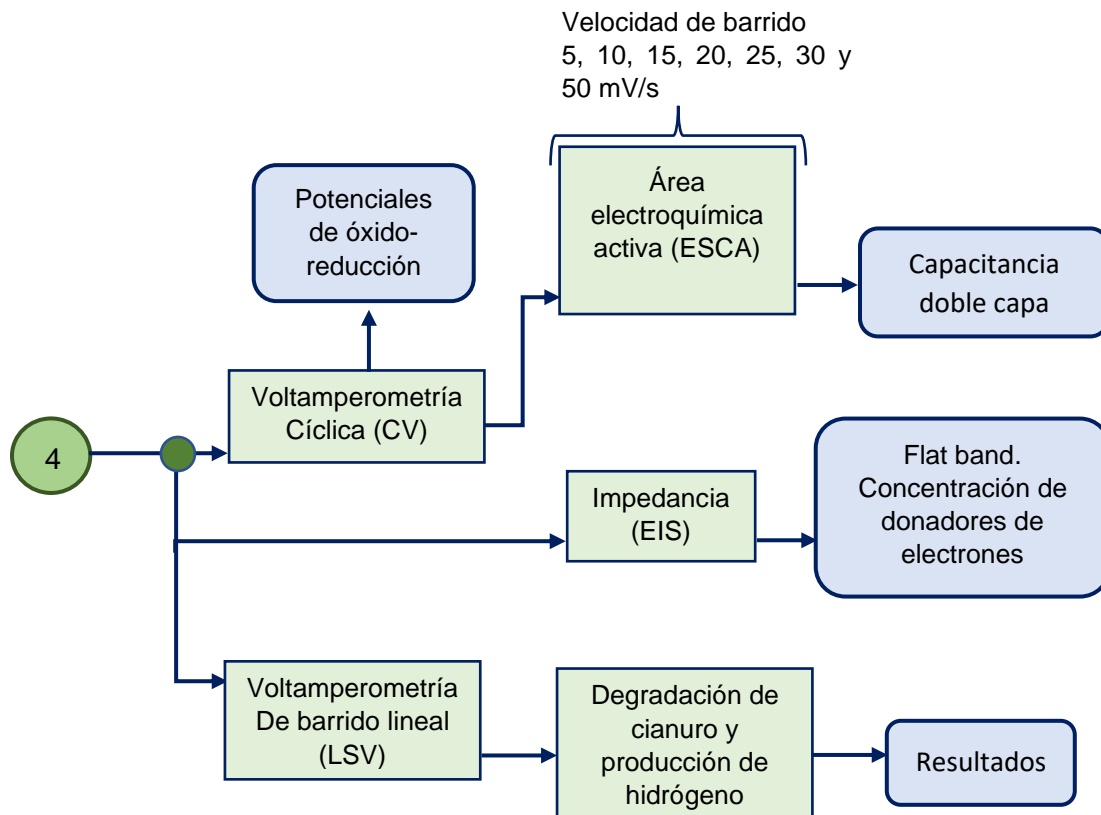 Velocidad de barrido
5, 10, 15, 20, 25, 30 y
50 mV/s
Potenciales
de óxido-
reducción
Área
electroquímica
activa (ESCA)
Capacitancia
doble capa
Voltamperometría
Cíclica (CV)
4
Impedancia
(EIS)
Flat band.
Concentración de
donadores de
electrones
Voltamperometría
De barrido lineal
(LSV)
Degradación de
cianuro y
producción de
hidrógeno
Resultados